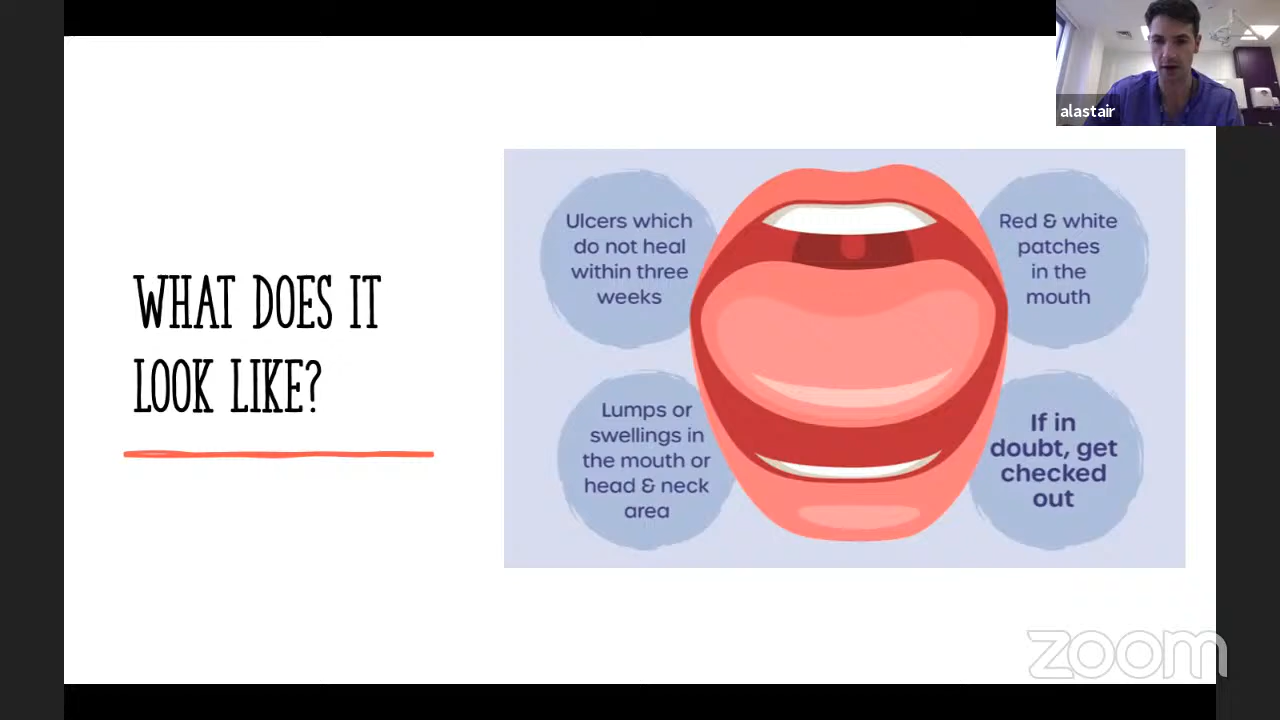 alastair
WHAT DOES IT
LOOK LIKE?
Ulcers which
do not heal
within three
weeks
Red & white
patches
in the
mouth
Lumps or
swellings in
the mouth or
head & neck
area
If in
doubt, get
checked
out
zoom